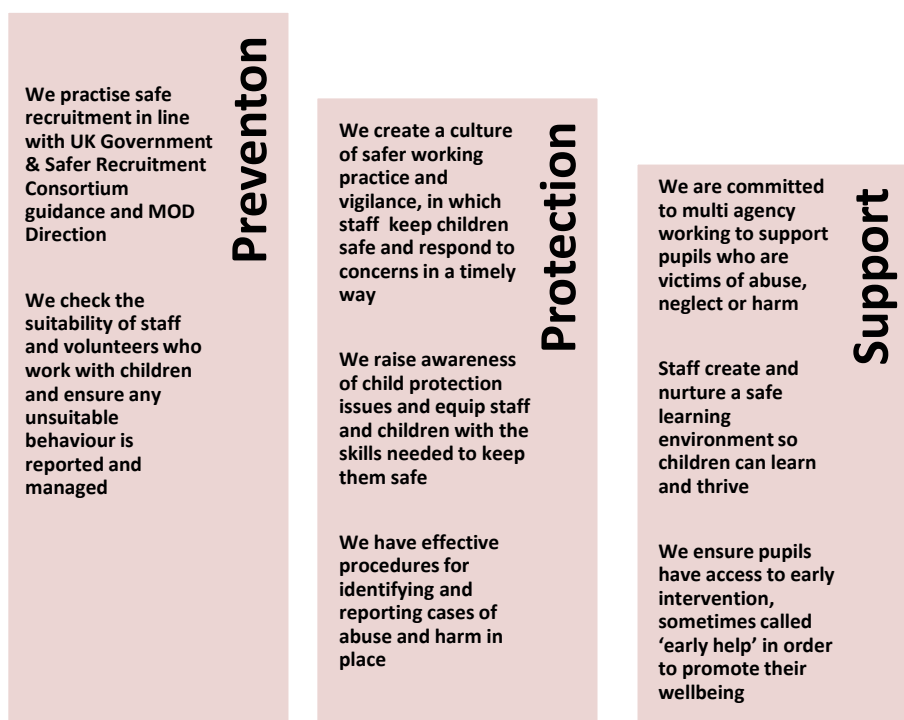 Preventon
We practise safe
recruitment in line
with UK Government
& Safer Recruitment
Consortium
guidance and MOD
Direction
We check the
suitability of staff
and volunteers who
work with children
and ensure any
unsuitable
behaviour is
reported and
managed
Protection
We create a culture
of safer working
practice and
vigilance, in which
staff keep children
safe and respond to
concerns in a timely
way
We raise awareness
of child protection
issues and equip staff
and children with the
skills needed to keep
them safe
We have effective
procedures for
identifying and
reporting cases of
abuse and harm in
place
Support
We are committed
to multi agency
working to support
pupils who are
victims of abuse,
neglect or harm
Staff create and
nurture a safe
learning
environment so
children can learn
and thrive
We ensure pupils
have access to early
intervention,
sometimes called
‘early help’ in order
to promote their
wellbeing